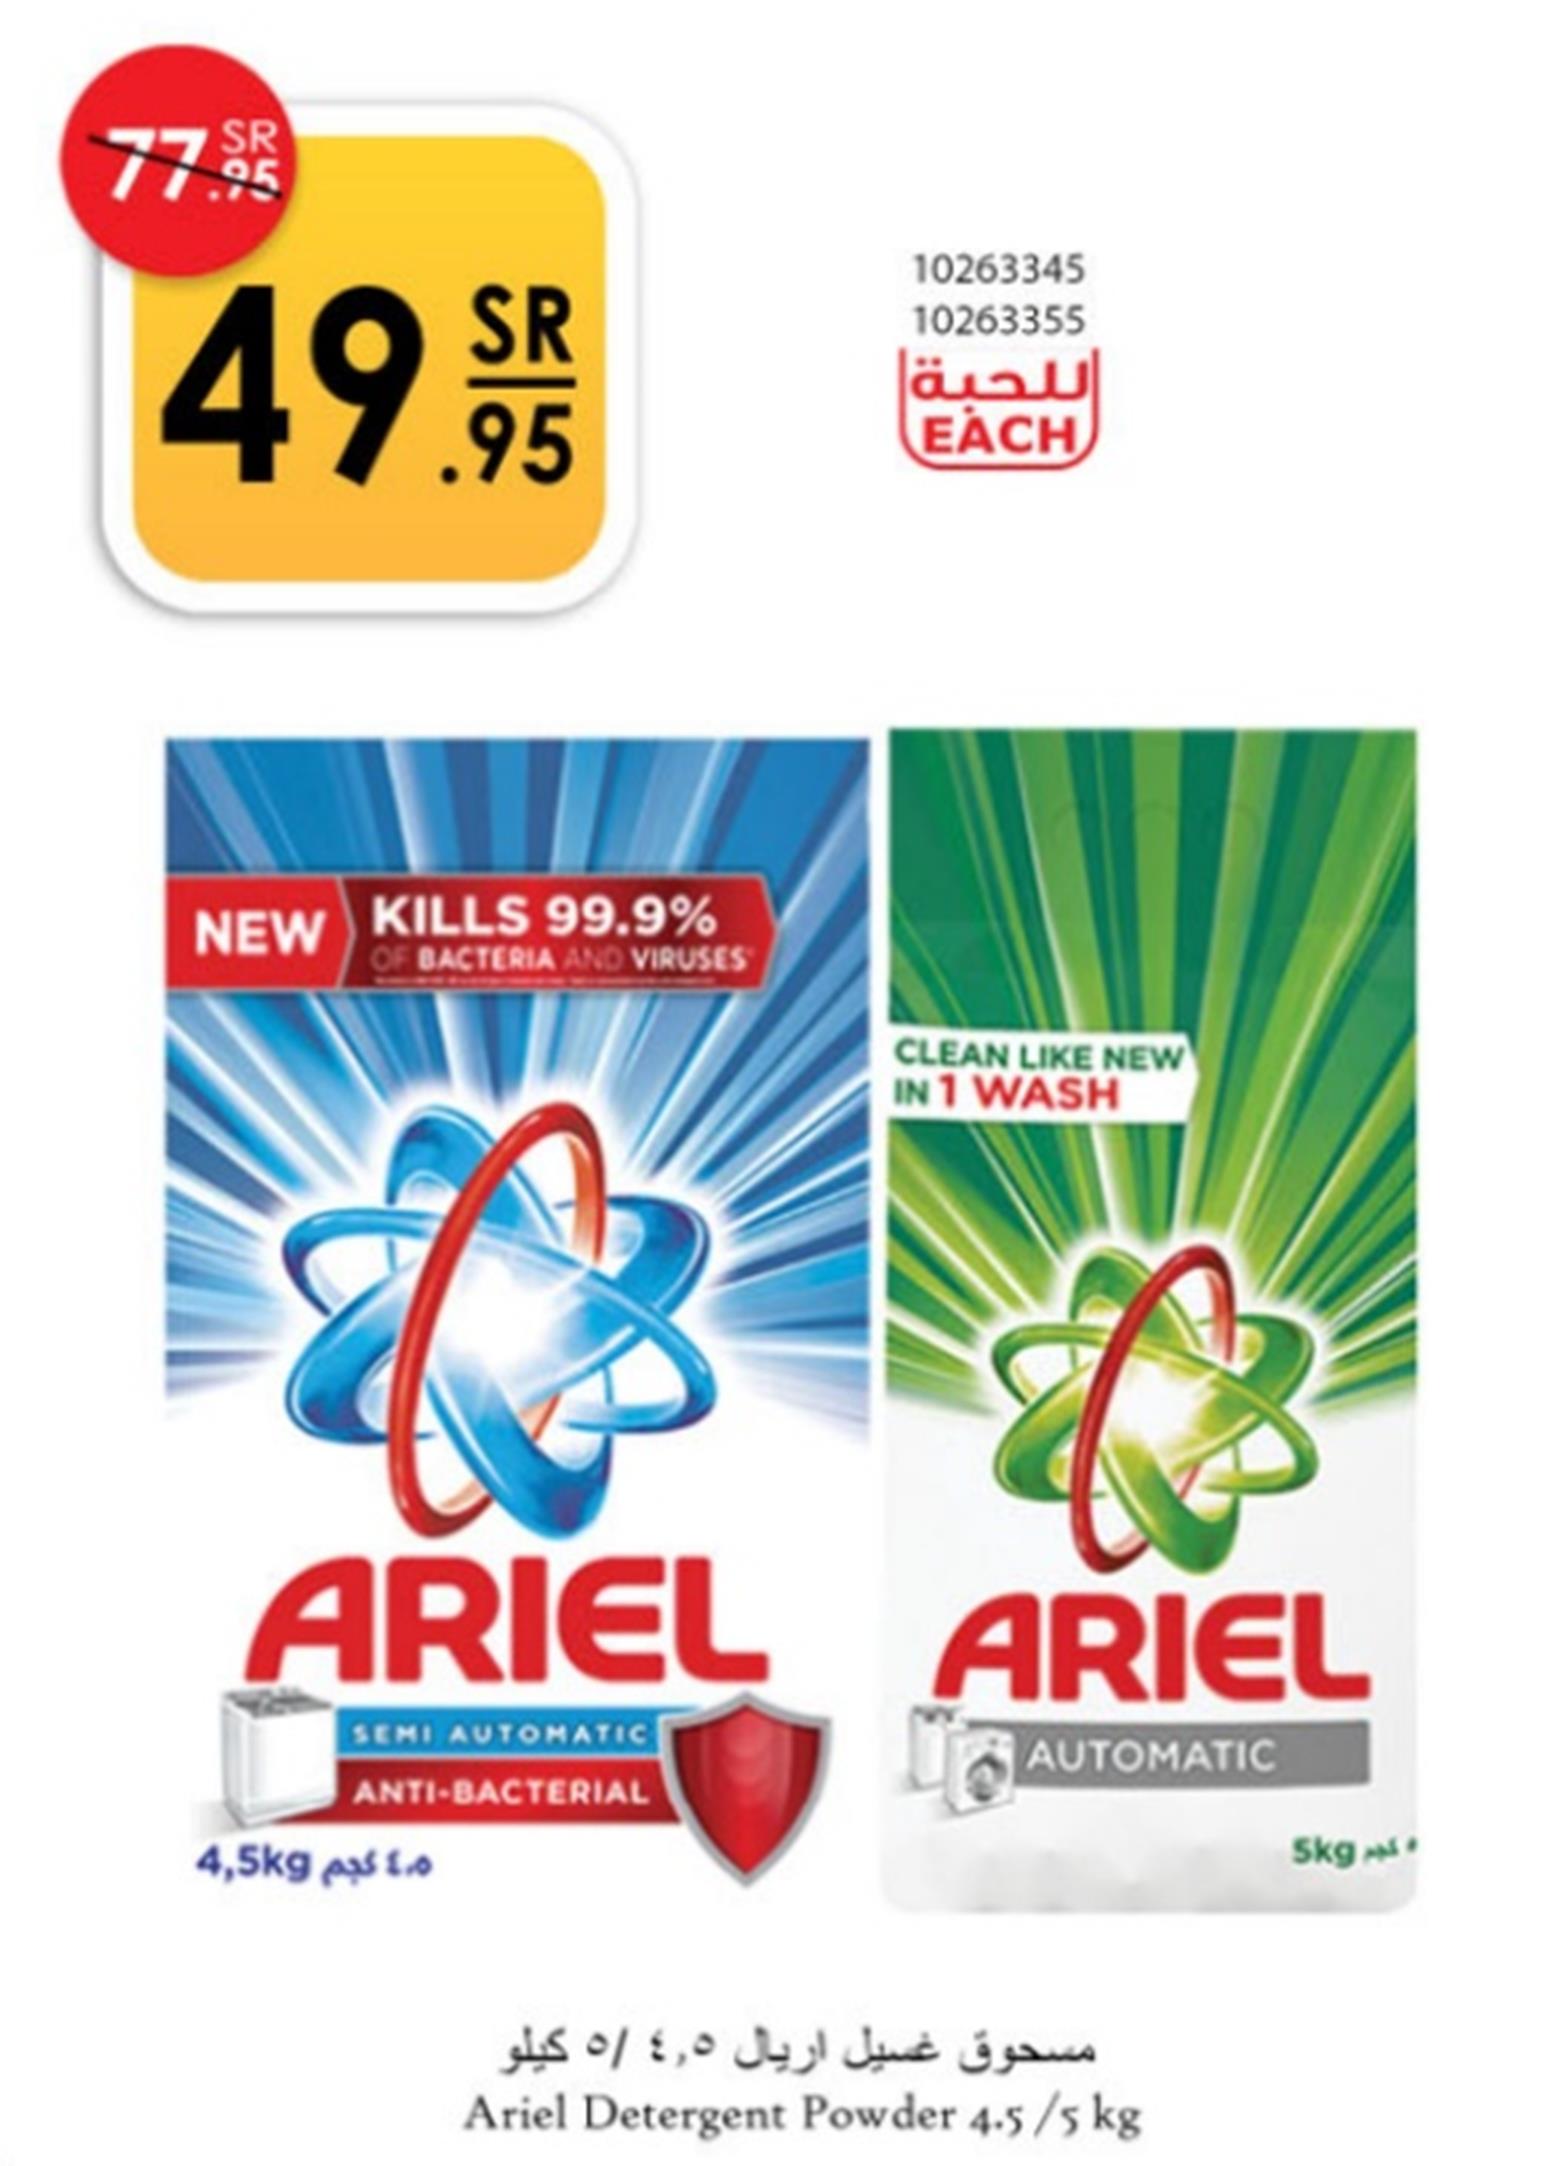 77.95 SR
49.95 SR
10263345
10263355
للحبة
EACH
NEW
KILLS 99.9%
OF BACTERIA AND VIRUSES*
ARIEL
SEMI AUTOMATIC
ANTI-BACTERIAL
4,5kg ٤.٥ كجم
CLEAN LIKE NEW
IN 1 WASH
ARIEL
AUTOMATIC
5kg ٥ كجم
مسحوق غسيل اريال ٤,٥ /٥ كيلو
Ariel Detergent Powder 4.5 /5 kg